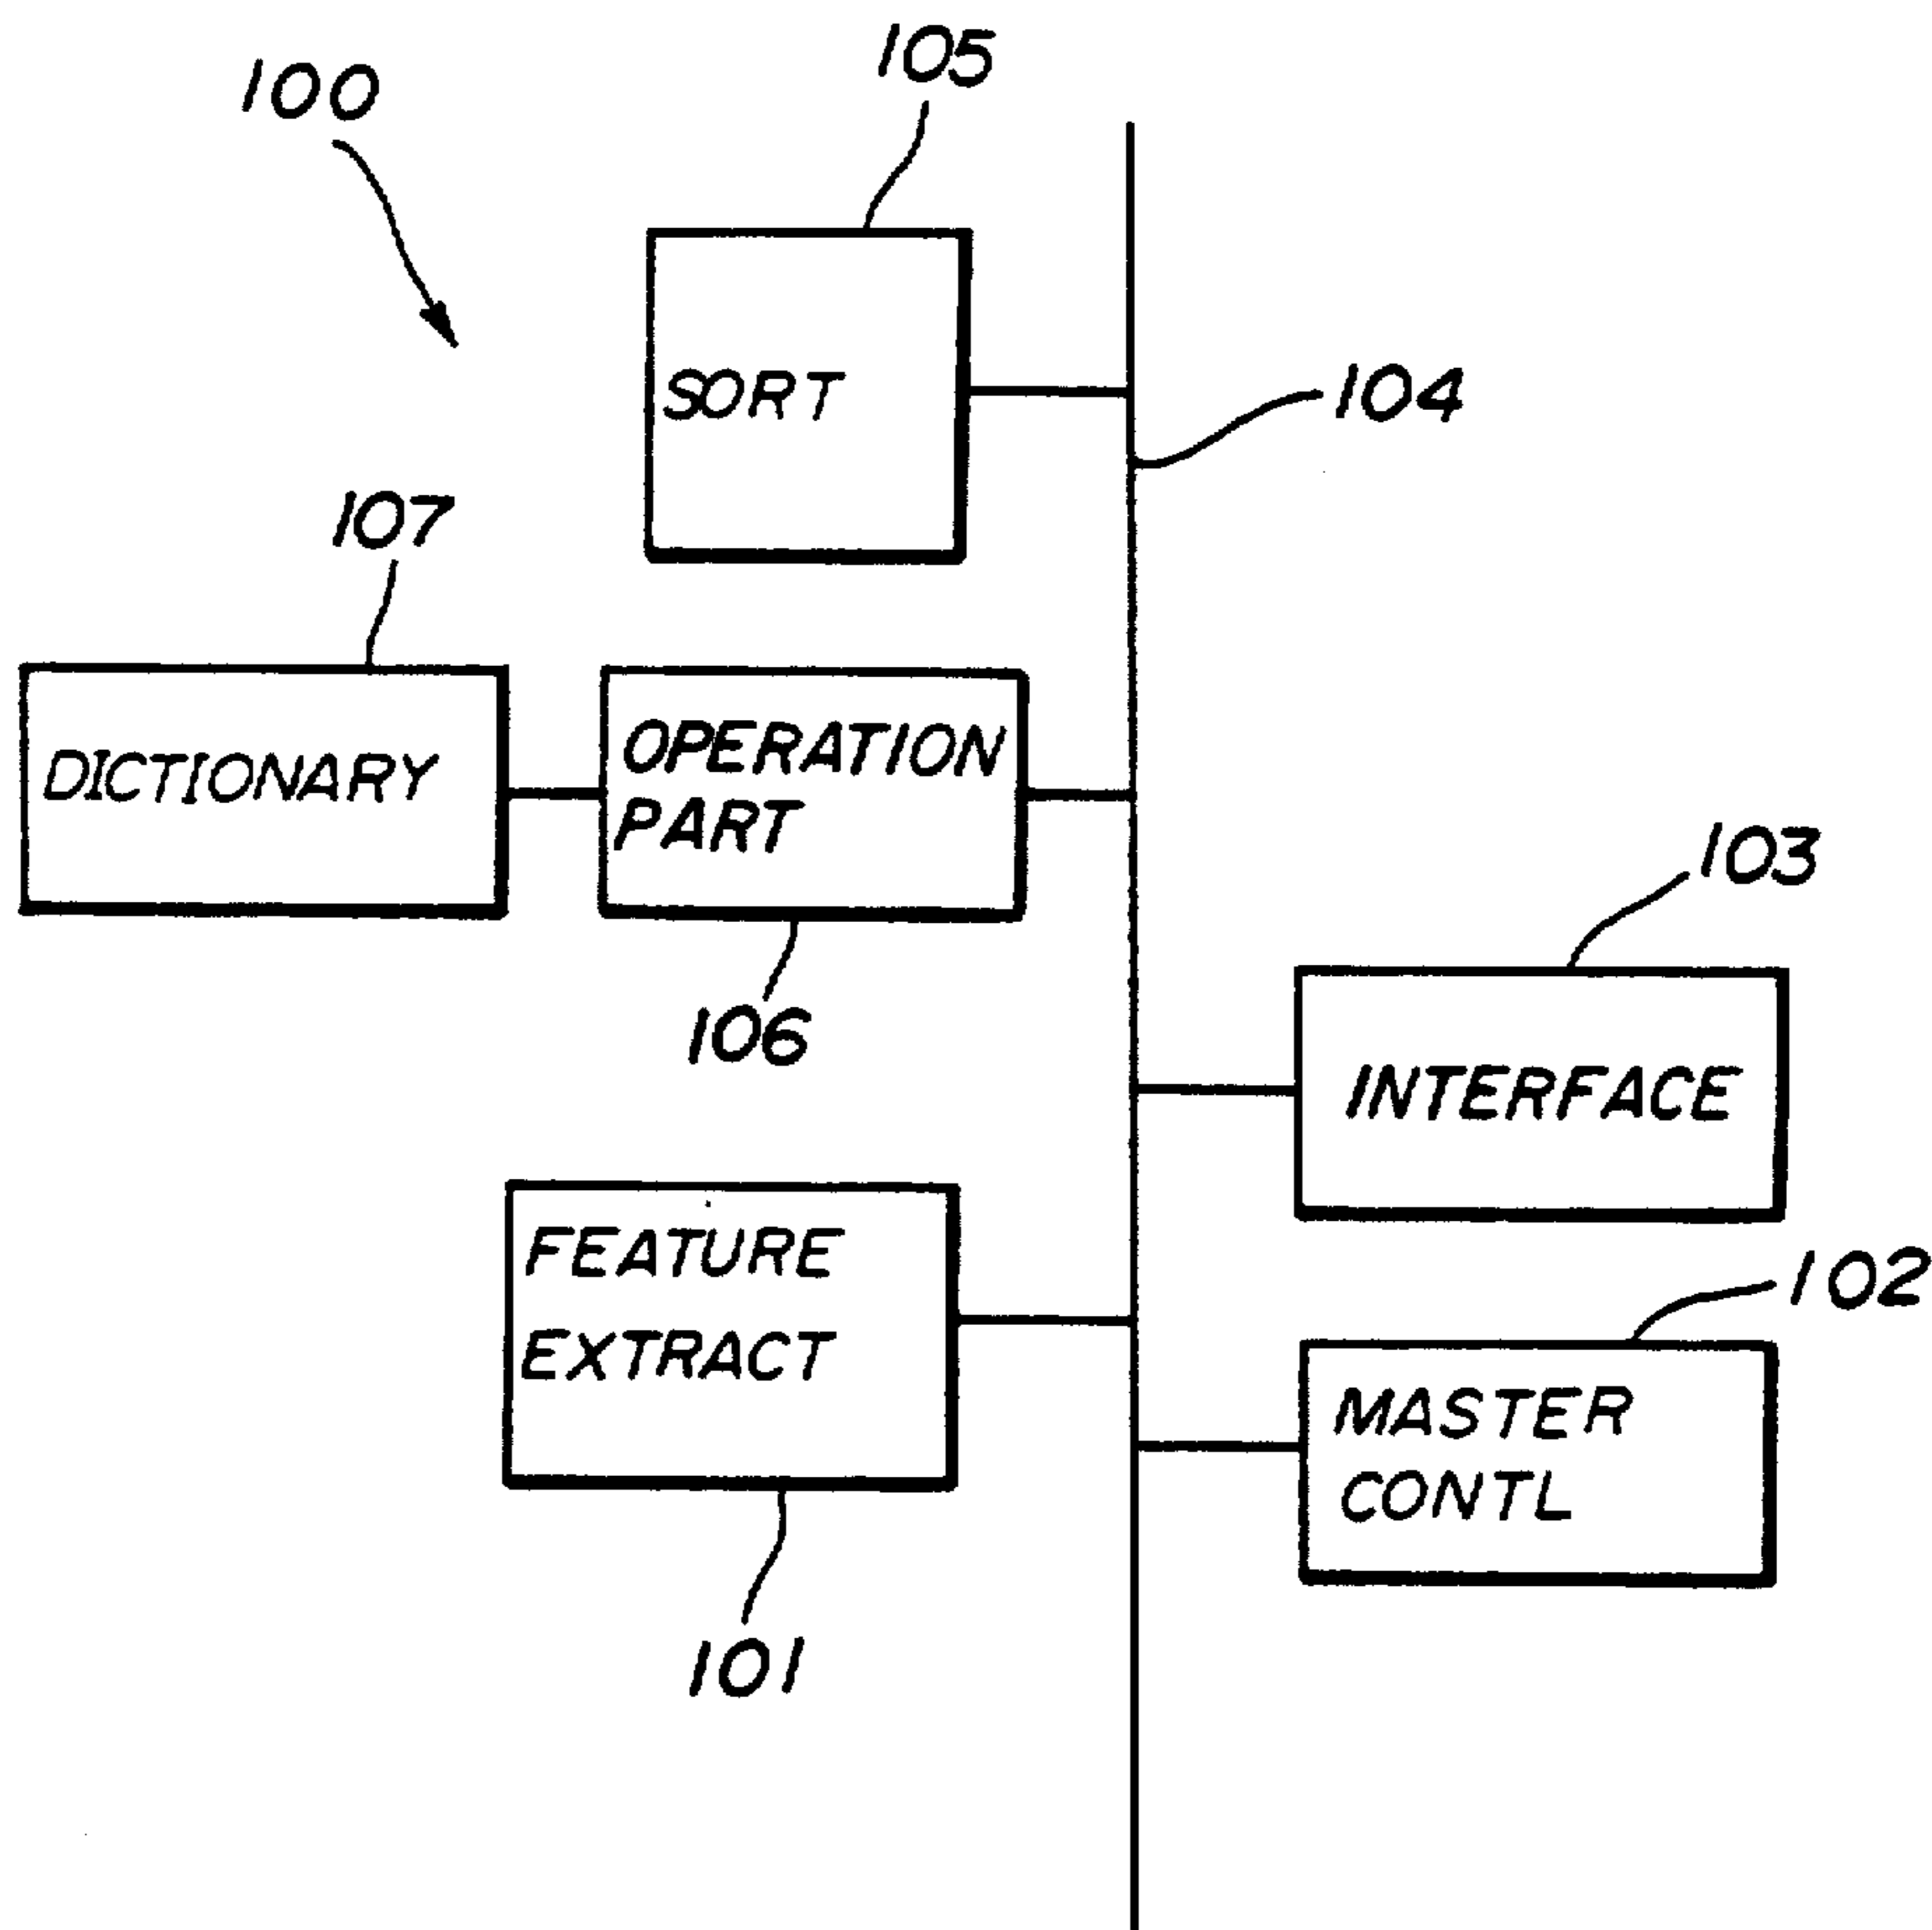 105
100
SORT
104
107
DICTIONARY
OPERATION
PART
103
106
INTERFACE
FEATURE
EXTRACT
102
MASTER
CONTL
101